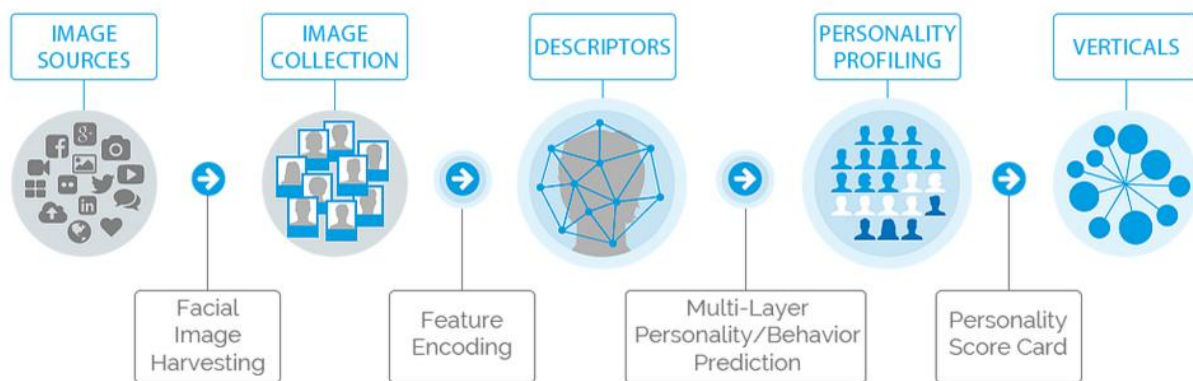 IMAGE
SOURCES
IMAGE
COLLECTION
DESCRIPTORS
PERSONALITY
PROFILING
VERTICALS
Facial
Image
Harvesting
Feature
Encoding
Multi-Layer
Personality/Behavior
Prediction
Personality
Score Card